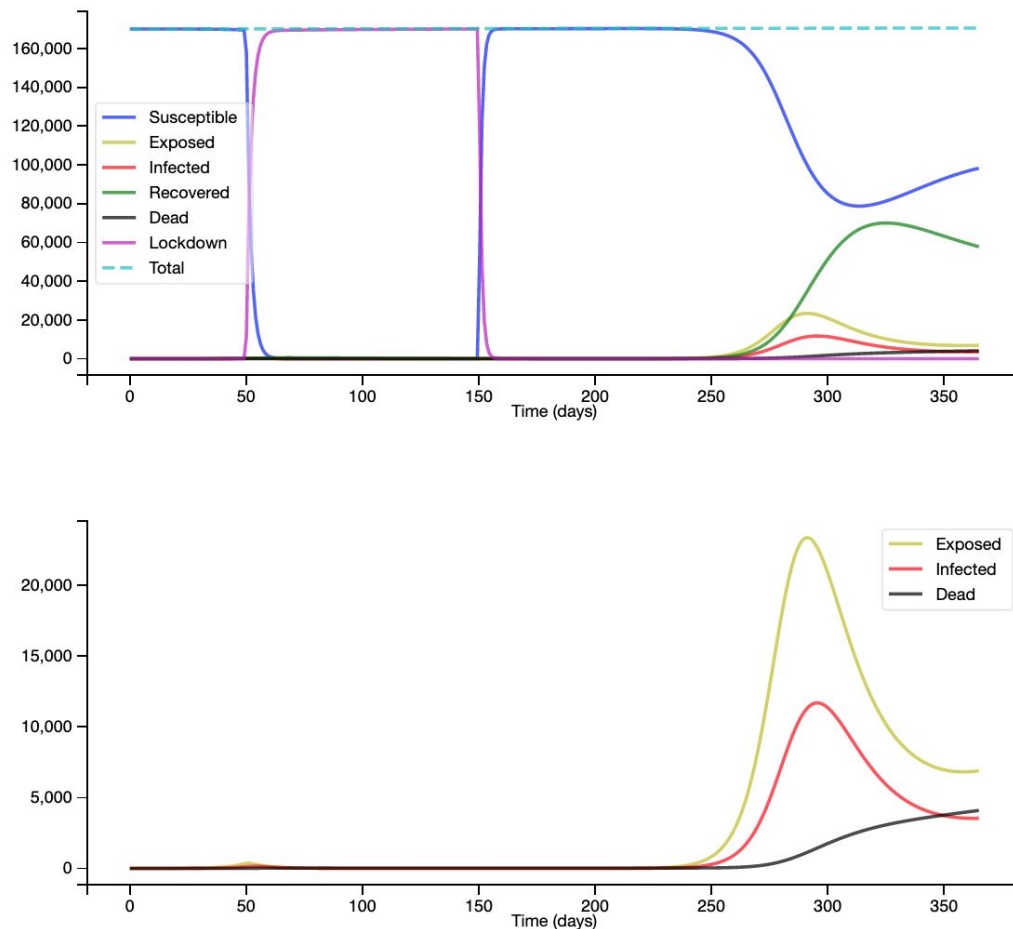 160,000
140,000
120,000
100,000
80,000
60,000
40,000
20,000
0
Susceptible
Exposed
Infected
Recovered
Dead
Lockdown
Total
0 50 100 150 200 250 300 350
Time (days)
20,000
15,000
10,000
5,000
0
Exposed
Infected
Dead
0 50 100 150 200 250 300 350
Time (days)